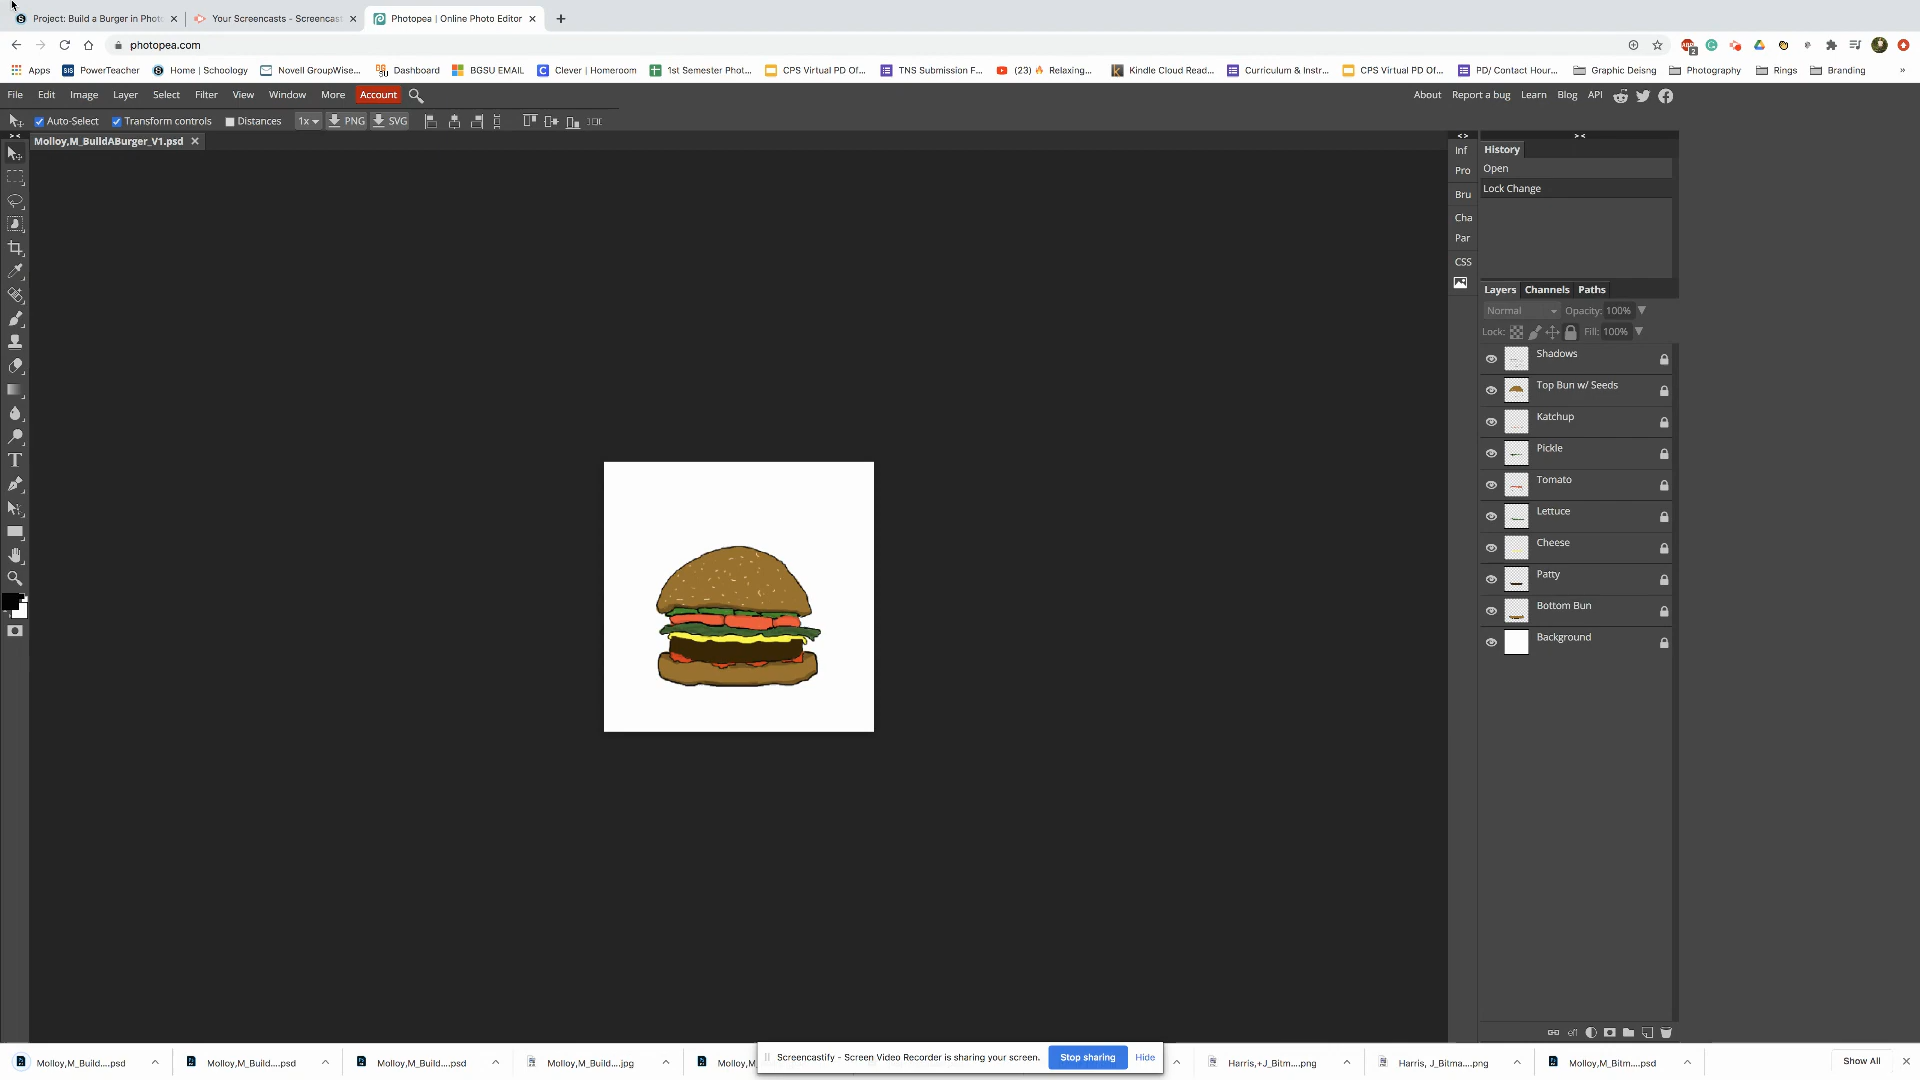 Project: Build a Burger in Phot
Your Screencasts - Screencast
Photopea | Online Photo Editor
photopea.com
Apps
PowerTeacher
Home | Schoology
Novell GroupWise...
Dashboard
BGSU EMAIL
Clever | Homeroom
1st Semester Phot...
CPS Virtual PD Of...
TNS Submission F...
(23) 🔥 Relaxing...
Kindle Cloud Read...
Curriculum & Instr...
CPS Virtual PD Of...
PD/ Contact Hour...
Graphic Deisng
Photography
Rings
Branding
»
File Edit Image Layer Select Filter View Window More Account
About Report a bug Learn Blog API
Auto-Select Transform controls Distances 1x PNG SVG
Molloy,M_BuildABurger_V1.psd
Inf
Pro
Bru
Cha
Par
CSS
History
Open
Lock Change
Layers Channels Paths
Normal Opacity: 100%
Lock: Fill: 100%
Shadows
Top Bun w/ Seeds
Katchup
Pickle
Tomato
Lettuce
Cheese
Patty
Bottom Bun
Background
eff
Molloy,M_Build....psd
Molloy,M_Build....psd
Molloy,M_Build....psd
Molloy,M_Build....jpg
Molloy,M
Screencastify - Screen Video Recorder is sharing your screen.
Stop sharing
Hide
Harris,+J_Bitm....png
Harris, J_Bitma....png
Molloy,M_Bitm....psd
Show All